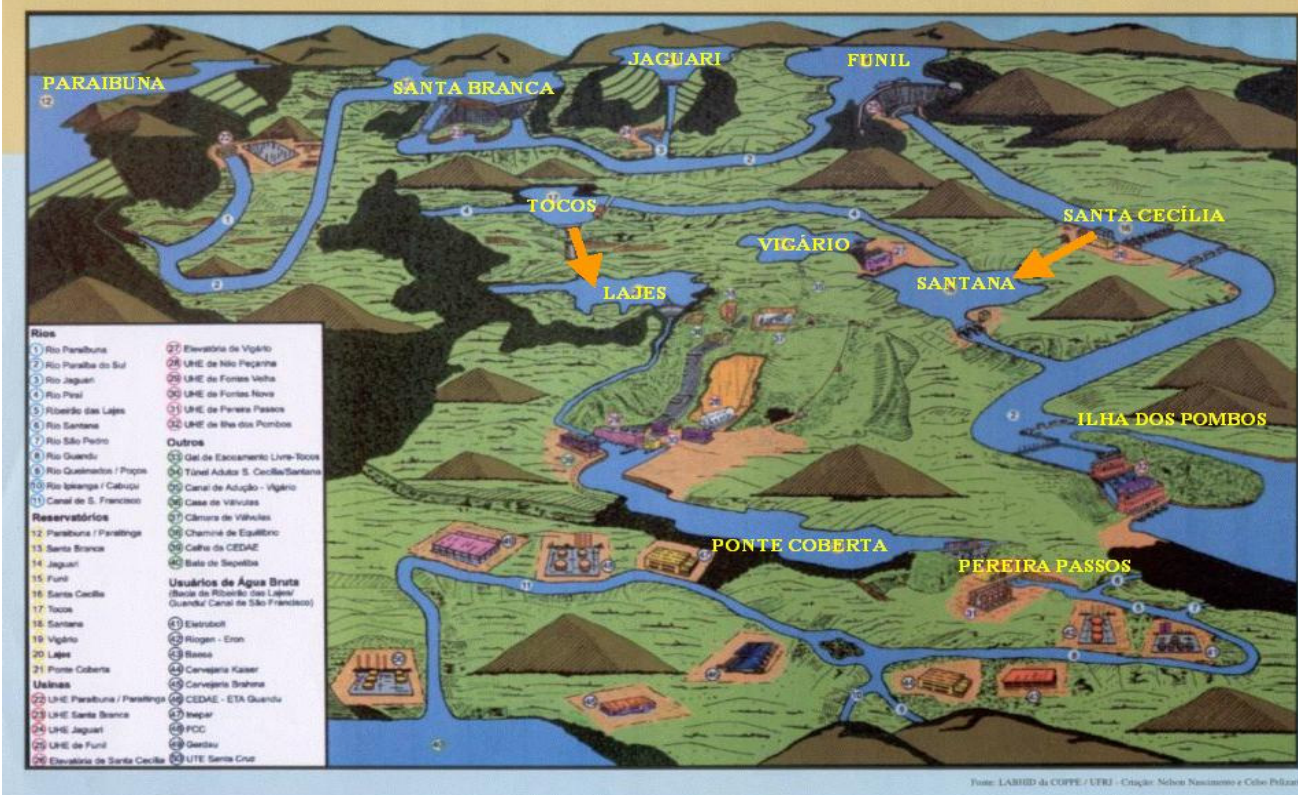 PARAIBUNA
SANTA BRANCA
JAGUARI
FUNIL
TOCOS
VIGÁRIO
SANTA CECÍLIA
LAJES
SANTANA
ILHA DOS POMBOS
PONTE COBERTA
PEREIRA PASSOS
Rios
1 Rio Paraibuna
2 Rio Paraíba do Sul
3 Rio Jaguari
4 Rio Piraí
5 Ribeirão das Lajes
6 Rio Santana
7 Rio São Pedro
8 Rio Guandu
9 Rio Queimados / Poços
10 Rio Ipiranga / Cabuçu
11 Canal de S. Francisco
Reservatórios
12 Paraibuna / Paraitinga
13 Santa Branca
14 Jaguari
15 Funil
16 Santa Cecília
17 Tocos
18 Santana
19 Vigário
20 Lajes
21 Ponte Coberta
Usinas
22 UHE Paraibuna / Paraitinga
23 UHE Santa Branca
24 UHE Jaguari
25 UHE de Funil
26 Elevatória de Santa Cecília
27 Elevatória de Vigário
28 UHE de Nilo Peçanha
29 UHE de Fontes Velha
30 UHE de Fontes Nova
31 UHE de Pereira Passos
32 UHE de Ilha dos Pombos
Outros
33 Gal de Escoamento Livre-Tocos
34 Túnel Adutor S. Cecília/Santana
35 Canal de Adução - Vigário
36 Casa de Válvulas
37 Câmara de Válvulas
38 Chaminé de Equilíbrio
39 Calha da CEDAE
40 Baía de Sepetiba
Usuários de Água Bruta
(Bacia de Ribeirão das Lajes/
Guandu/ Canal de São Francisco)
41 Eletrobolt
42 Riogen - Eron
43
44 Cervejaria Kaiser
45 Cervejaria Brahma
46 CEDAE - ETA Guandu
47 Inepar
48 FCC
49 Gerdau
50 UTE Santa Cruz
Fonte: LABHID da COPPE / UFRJ - Criação: Nelson Nascimento e Celso